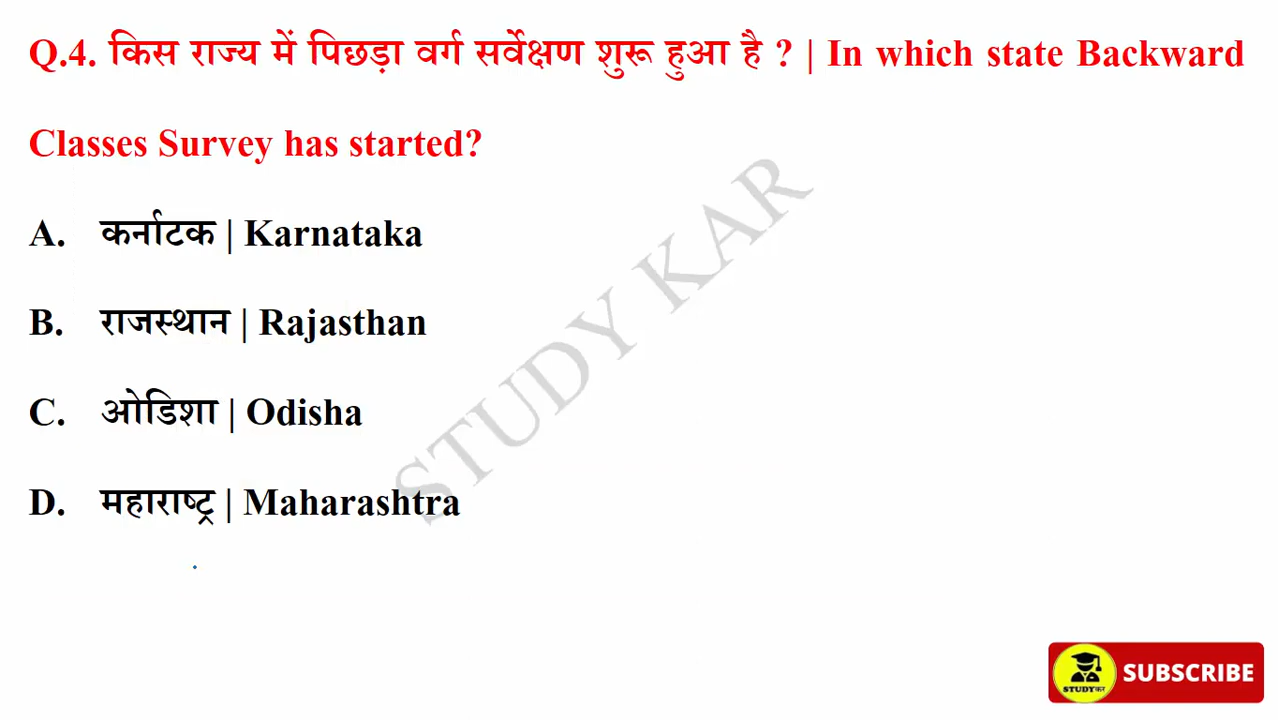 Q.4. किस राज्य में पिछड़ा वर्ग सर्वेक्षण शुरू हुआ है ? | In which state Backward
Classes Survey has started?
A. कर्नाटक | Karnataka
B. राजस्थान | Rajasthan
C. ओडिशा | Odisha
D. महाराष्ट्र | Maharashtra
STUDY KAR
STUDYकर
SUBSCRIBE